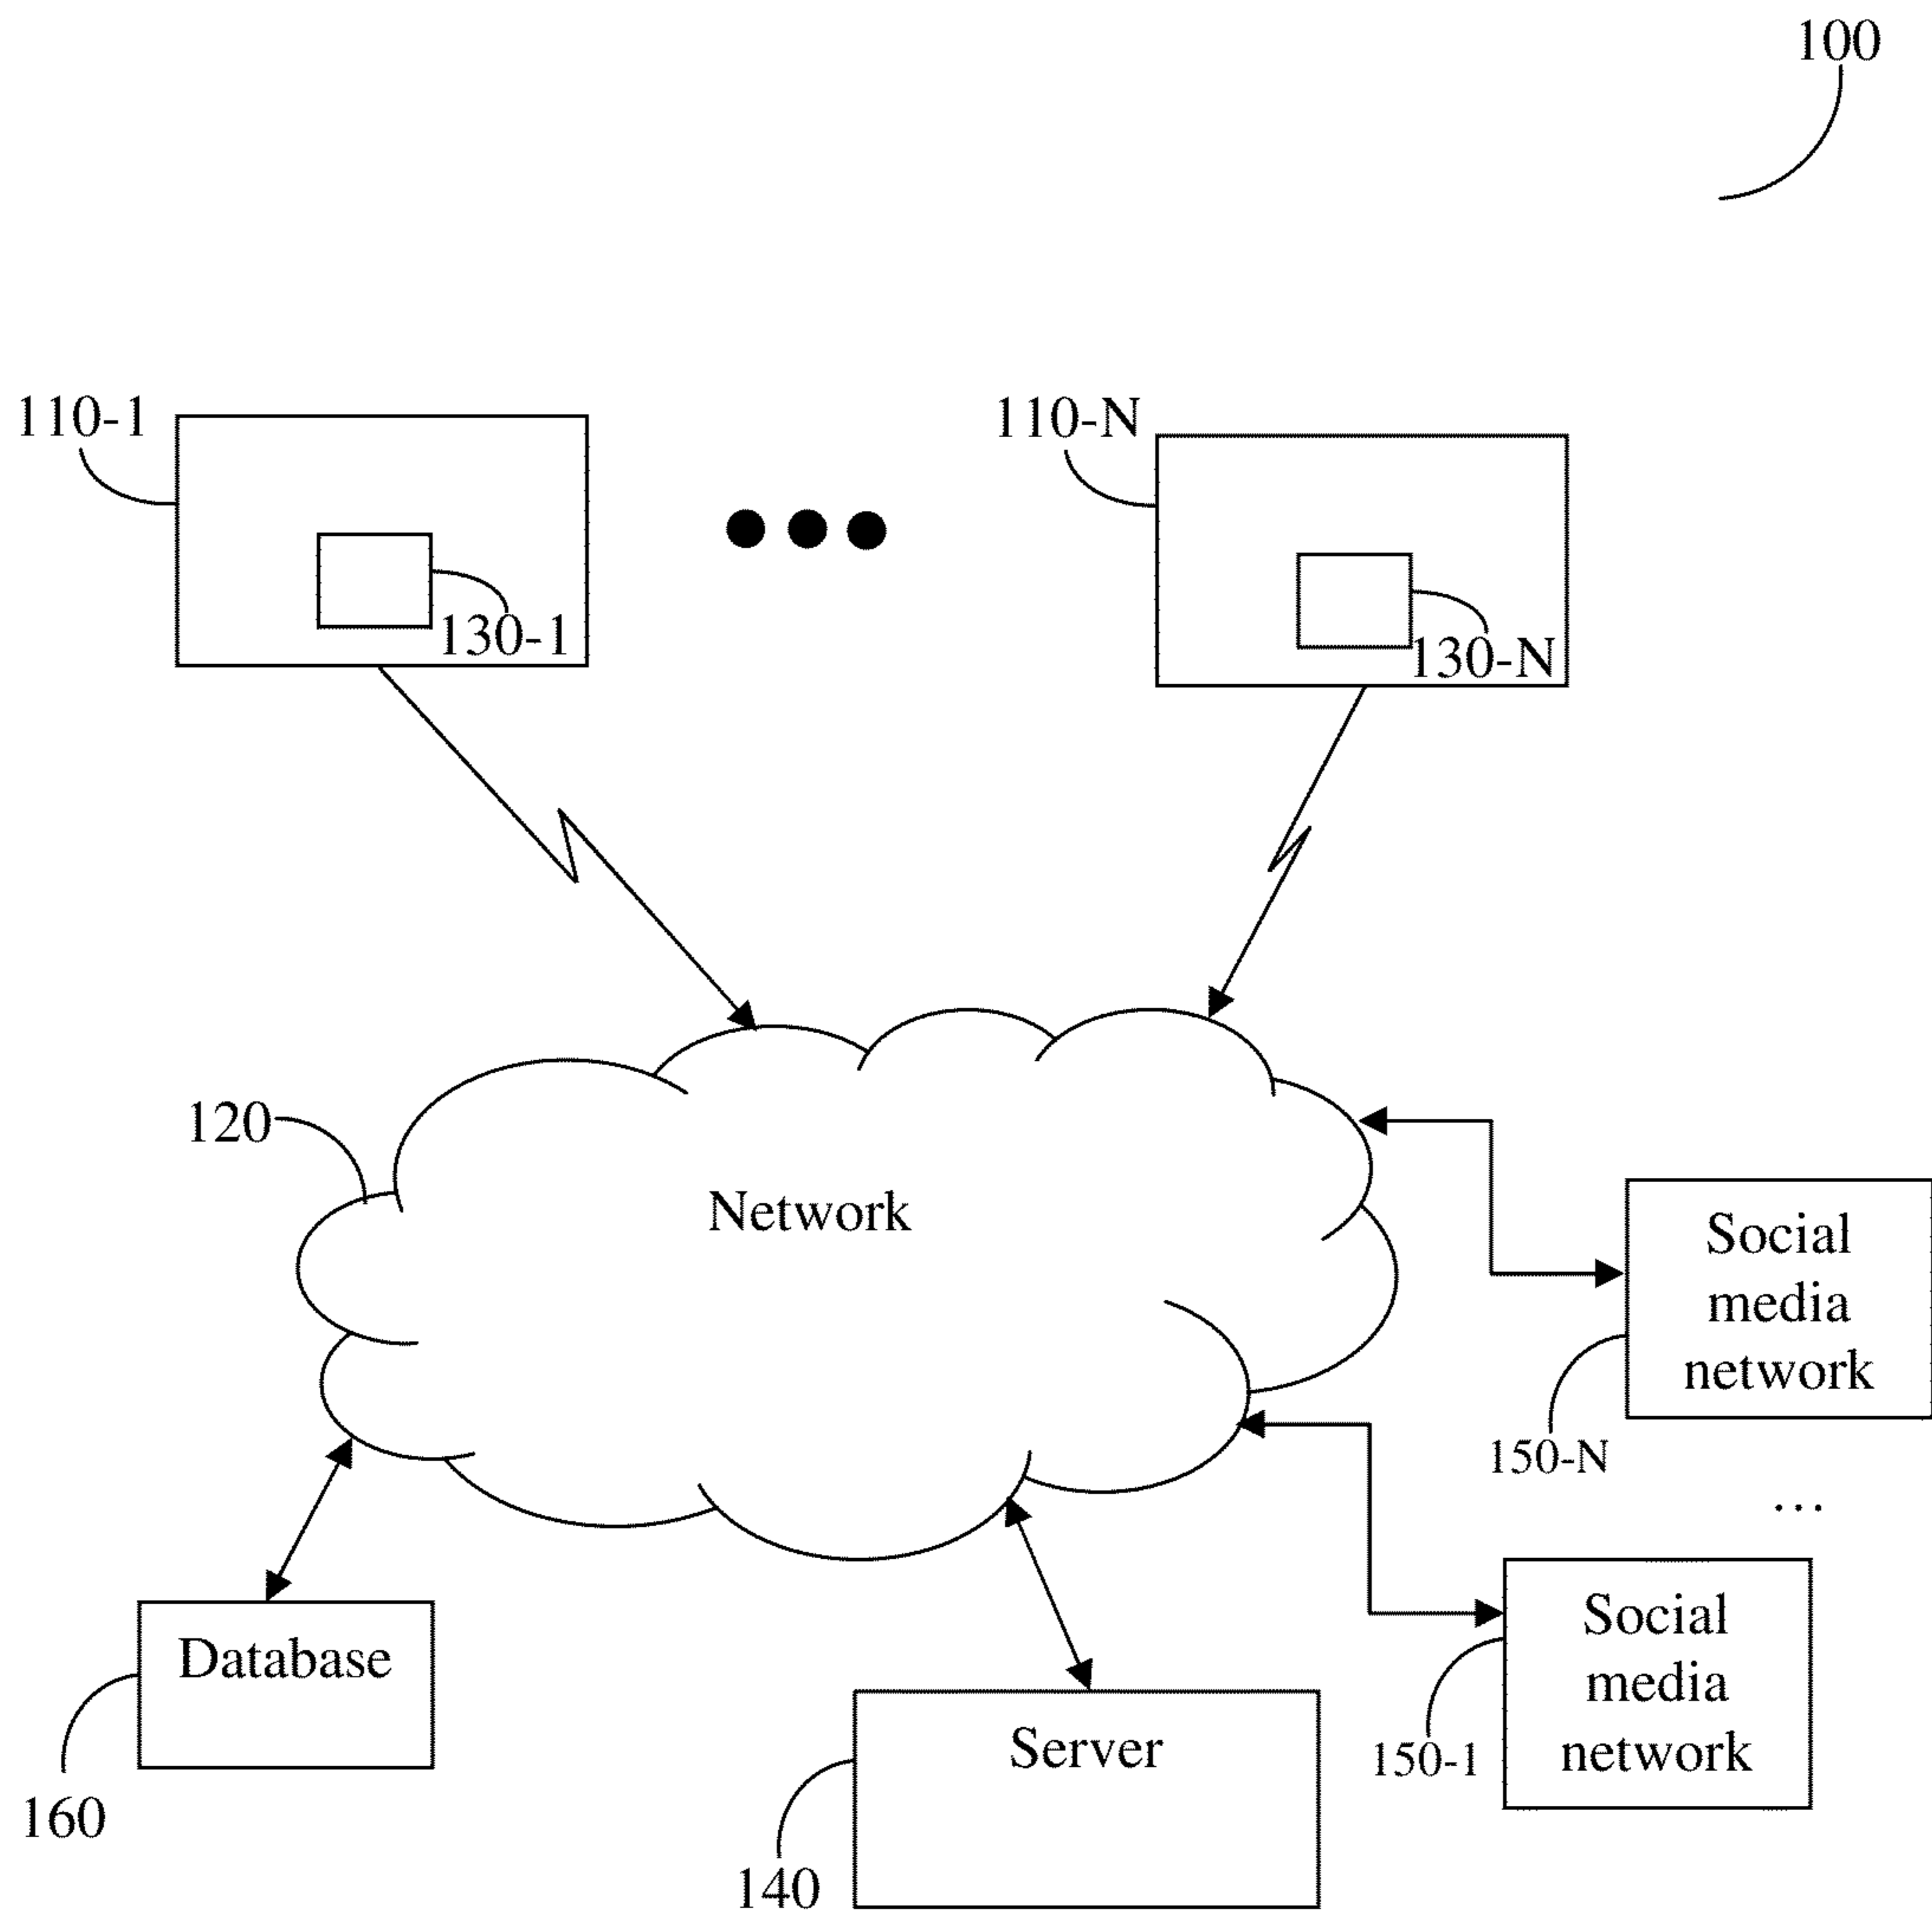 100
110-1
110-N
130-1
130-N
120
Network
Social
media
network
150-N
...
Database
Social
media
network
Server
150-1
160
140